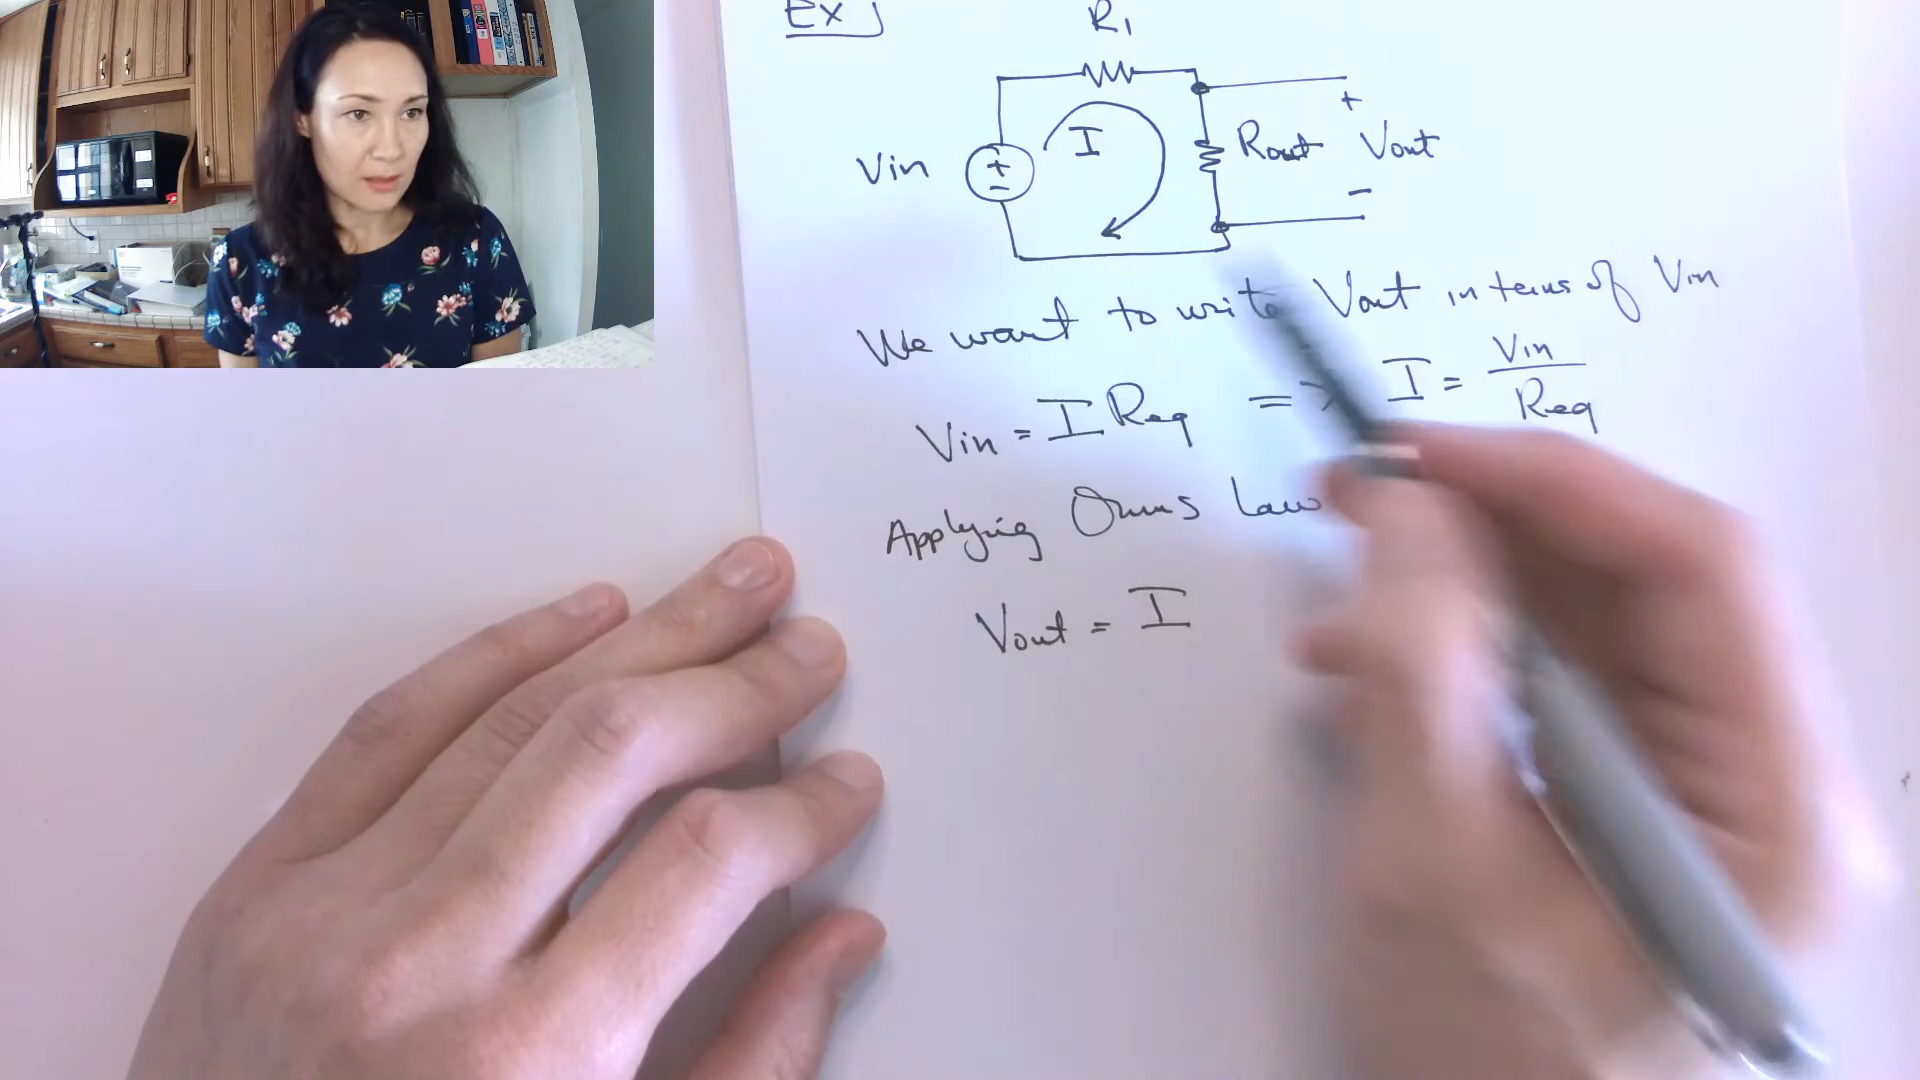 Ex
R1
I
Vin
+
-
Rout
+
Vout
-
We want to write Vout in terms of Vin
Vin = I Req => I = Vin / Req
Applying Ohms Law
Vout = I